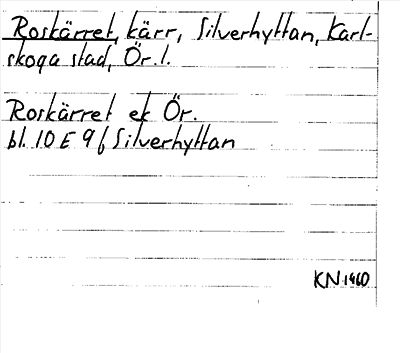 Roskärret, kärr, Silverhyttan, Karl-
skoga stad, Ör. l.
Roskärret ek Ör.
bl. 10 E 9 f Silverhyttan
KN 1960